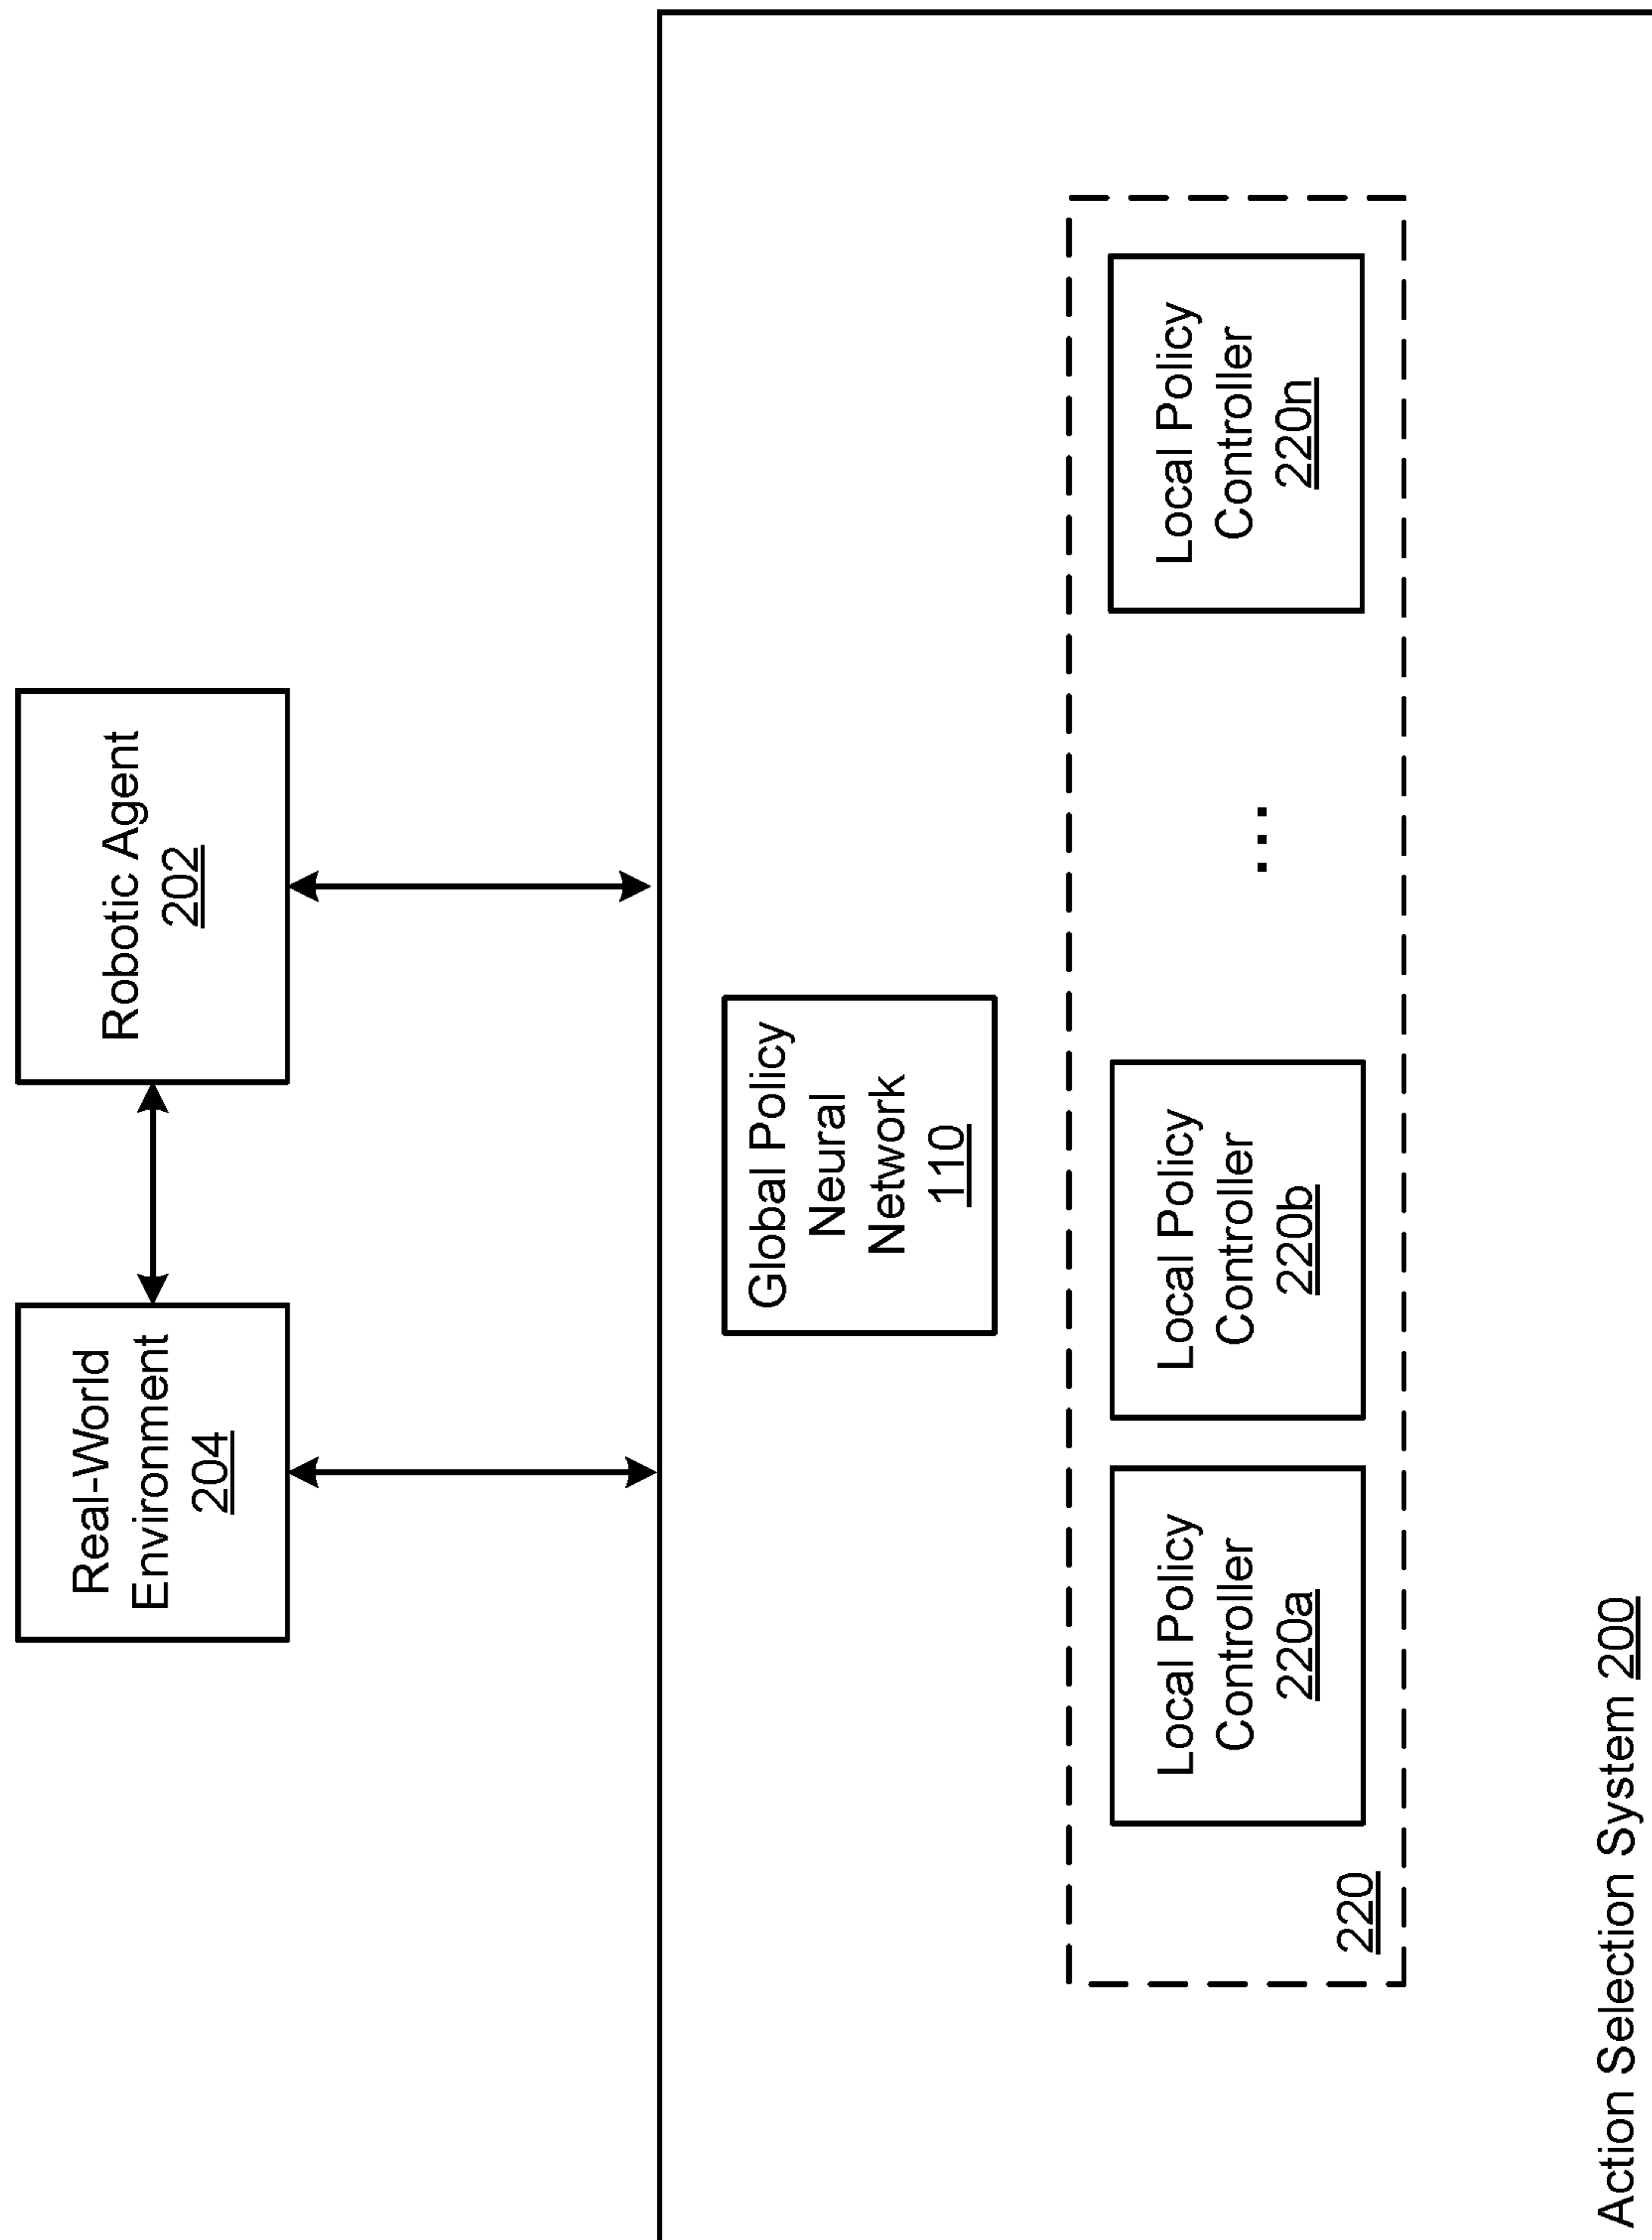 Real-World
Environment
204
Robotic Agent
202
Global Policy
Neural
Network
110
Local Policy
Controller
220a
Local Policy
Controller
220b
...
Local Policy
Controller
220n
220
Action Selection System 200